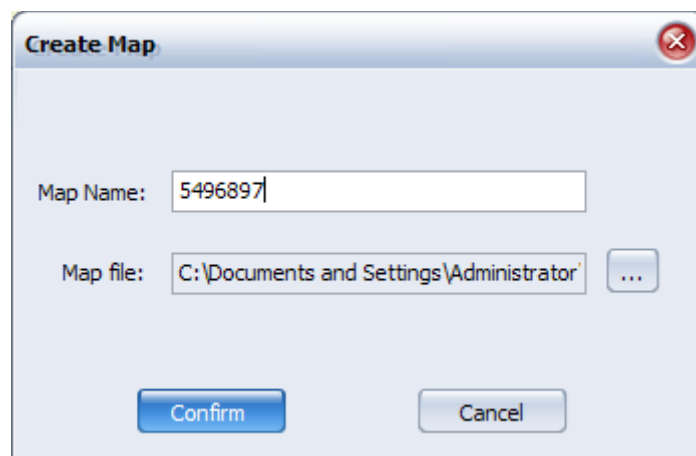 Create Map
Map Name: 5496897
Map file: C:\Documents and Settings\Administrator ...
Confirm Cancel